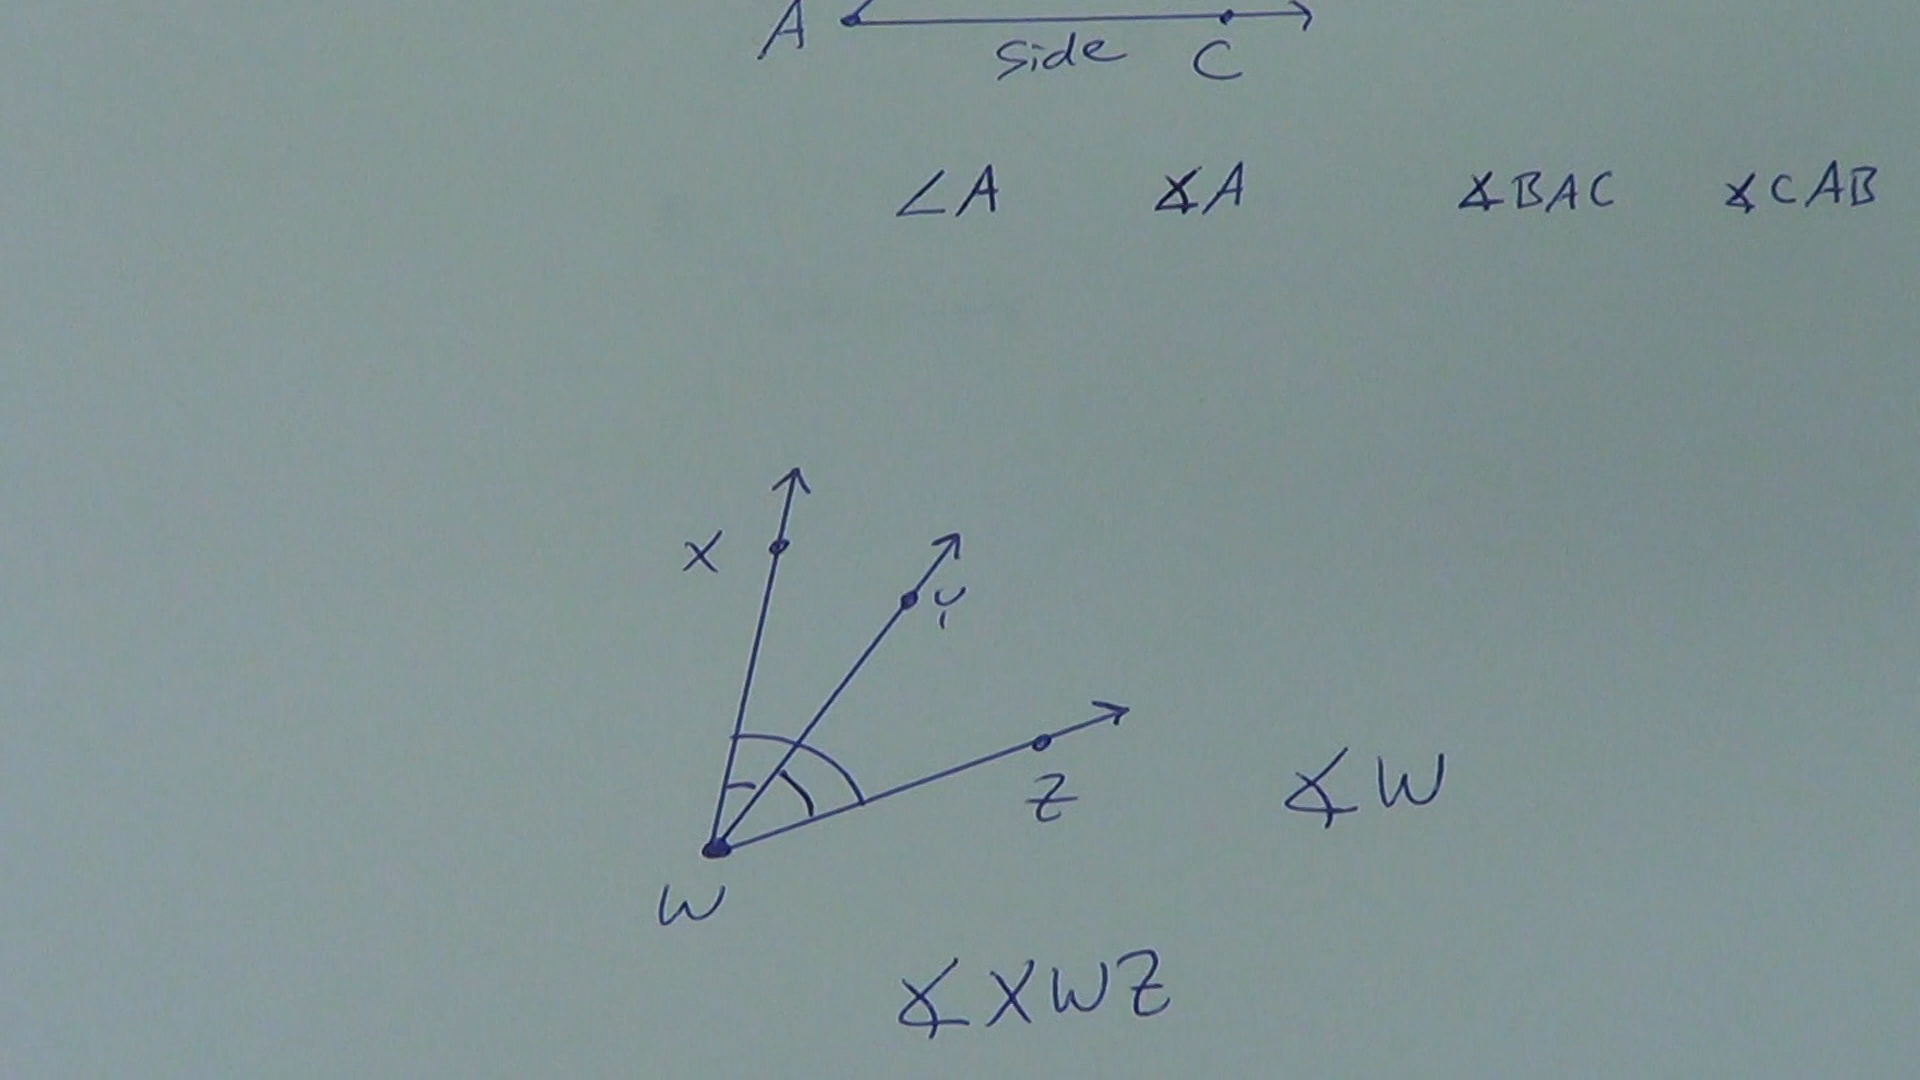 A
Side C
∠A ∡A ∡BAC ∡CAB
X
Y
Z
∡W
W
∡XWZ